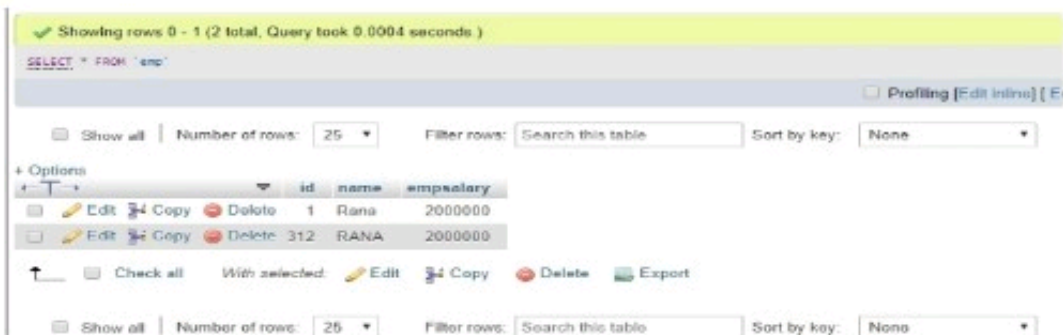 Showing rows 0 - 1 (2 total, Query took 0.0004 seconds.)
SELECT * FROM `emp`
Profiling [Edit inline] [ E
Show all | Number of rows: 25 Filter rows: Search this table Sort by key: None
+ Options
id name empsalary
Edit Copy Delete 1 Rana 2000000
Edit Copy Delete 312 RANA 2000000
Check all With selected: Edit Copy Delete Export
Show all | Number of rows: 25 Filter rows: Search this table Sort by key: None